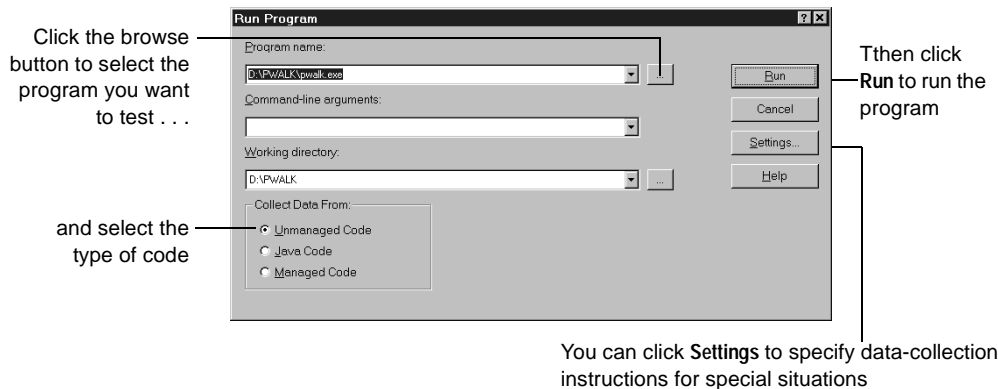 Run Program
Click the browse
button to select the
program you want
to test . . .
Program name:
D:\PWALK\pwalk.exe
...
Command-line arguments:
Working directory:
D:\PWALK
...
Run
Cancel
Settings...
Help
Tthen click
Run to run the
program
and select the
type of code
Collect Data From:
Unmanaged Code
Java Code
Managed Code
You can click Settings to specify data-collection
instructions for special situations